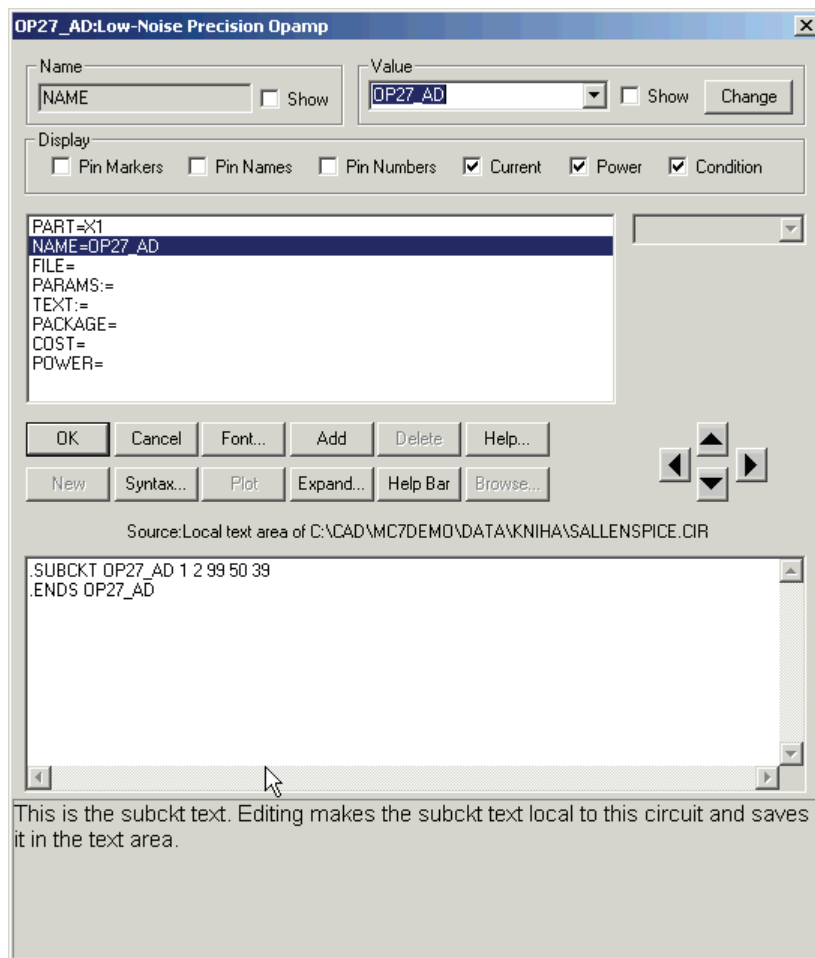 OP27_AD:Low-Noise Precision Opamp
Name
NAME
Show
Value
OP27_AD
Show
Change
Display
Pin Markers
Pin Names
Pin Numbers
Current
Power
Condition
PART=X1
NAME=OP27_AD
FILE=
PARAMS:=
TEXT:=
PACKAGE=
COST=
POWER=
OK
Cancel
Font...
Add
Delete
Help...
New
Syntax...
Plot
Expand...
Help Bar
Browse...
Source:Local text area of C:\CAD\MC7DEMO\DATA\KNIHA\SALLENSPICE.CIR
.SUBCKT OP27_AD 1 2 99 50 39
.ENDS OP27_AD
This is the subckt text. Editing makes the subckt text local to this circuit and saves
it in the text area.